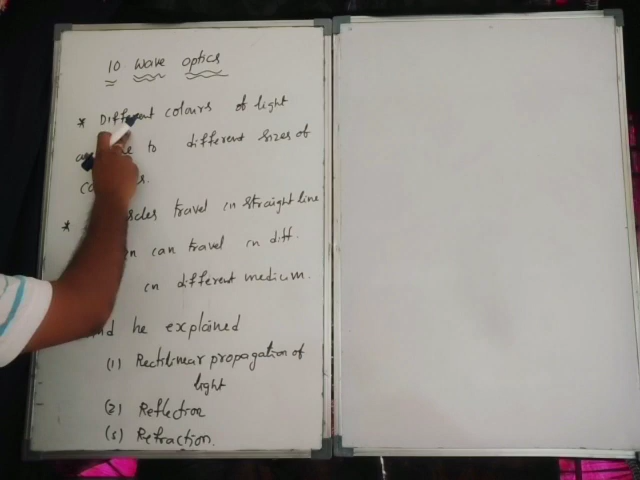 10 Wave Optics
* Different colours of light
to different sizes of
travel in straight line
can travel in diff.
in different medium.
he explained
(1) Rectilinear propagation of
light
(2) Reflection
(3) Refraction.